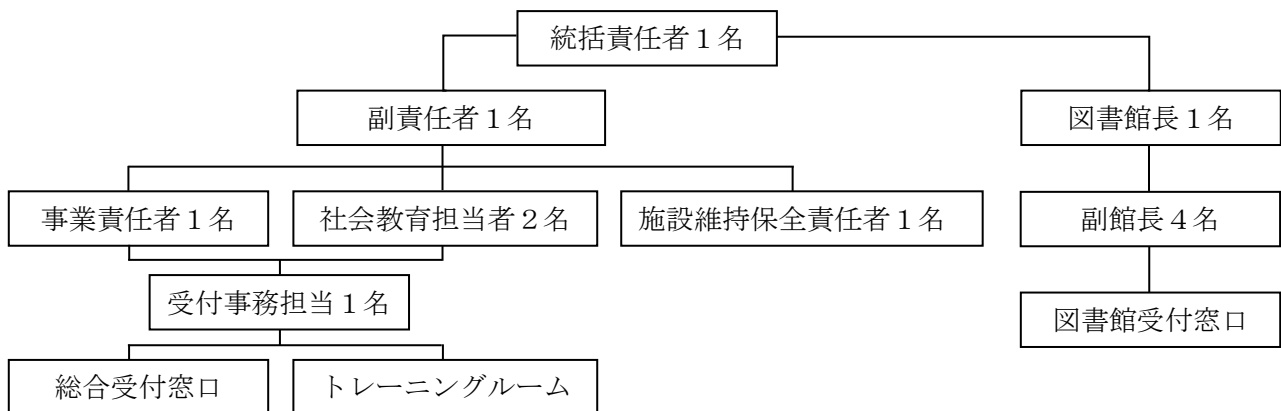 統括責任者１名
副責任者１名
図書館長１名
事業責任者１名
社会教育担当者２名
施設維持保全責任者１名
副館長４名
受付事務担当１名
図書館受付窓口
総合受付窓口
トレーニングルーム